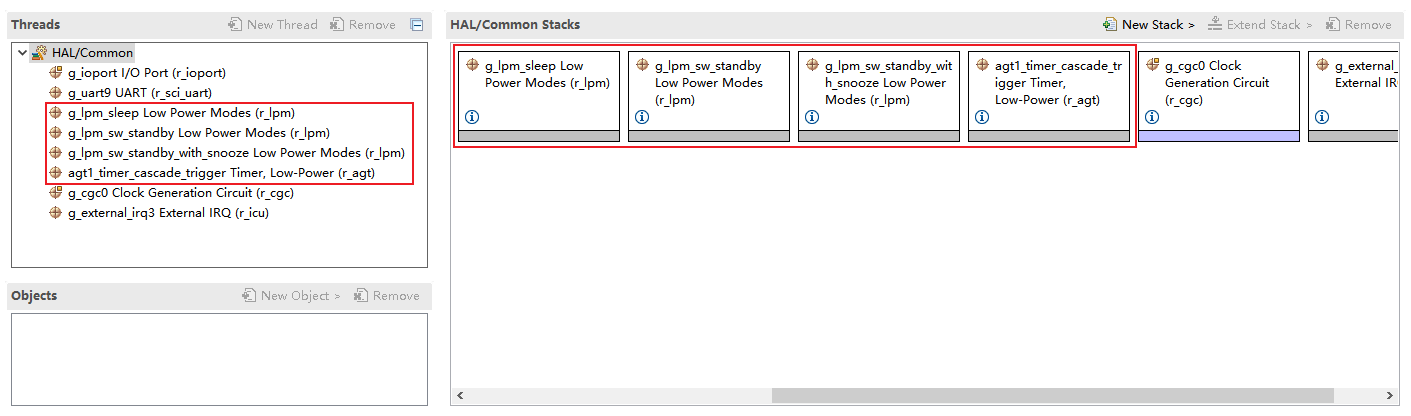 Threads
New Thread
Remove
HAL/Common
g_ioport I/O Port (r_ioport)
g_uart9 UART (r_sci_uart)
g_lpm_sleep Low Power Modes (r_lpm)
g_lpm_sw_standby Low Power Modes (r_lpm)
g_lpm_sw_standby_with_snooze Low Power Modes (r_lpm)
agt1_timer_cascade_trigger Timer, Low-Power (r_agt)
g_cgc0 Clock Generation Circuit (r_cgc)
g_external_irq3 External IRQ (r_icu)
Objects
New Object >
Remove
HAL/Common Stacks
New Stack >
Extend Stack >
Remove
g_lpm_sleep Low
Power Modes (r_lpm)
g_lpm_sw_standby
Low Power Modes
(r_lpm)
g_lpm_sw_standby_wit
h_snooze Low Power
Modes (r_lpm)
agt1_timer_cascade_tr
igger Timer,
Low-Power (r_agt)
g_cgc0 Clock
Generation Circuit
(r_cgc)
g_external_
External IR